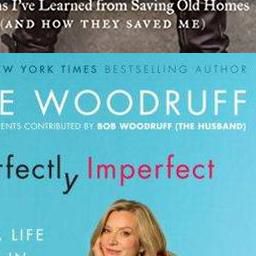 s I've Learned from Saving Old Homes
(AND HOW THEY SAVED ME)
NEW YORK TIMES BESTSELLING AUTHOR
E WOODRUFF
ENTS CONTRIBUTED BY BOB WOODRUFF (THE HUSBAND)
rfectly Imperfect
LIFE
IN